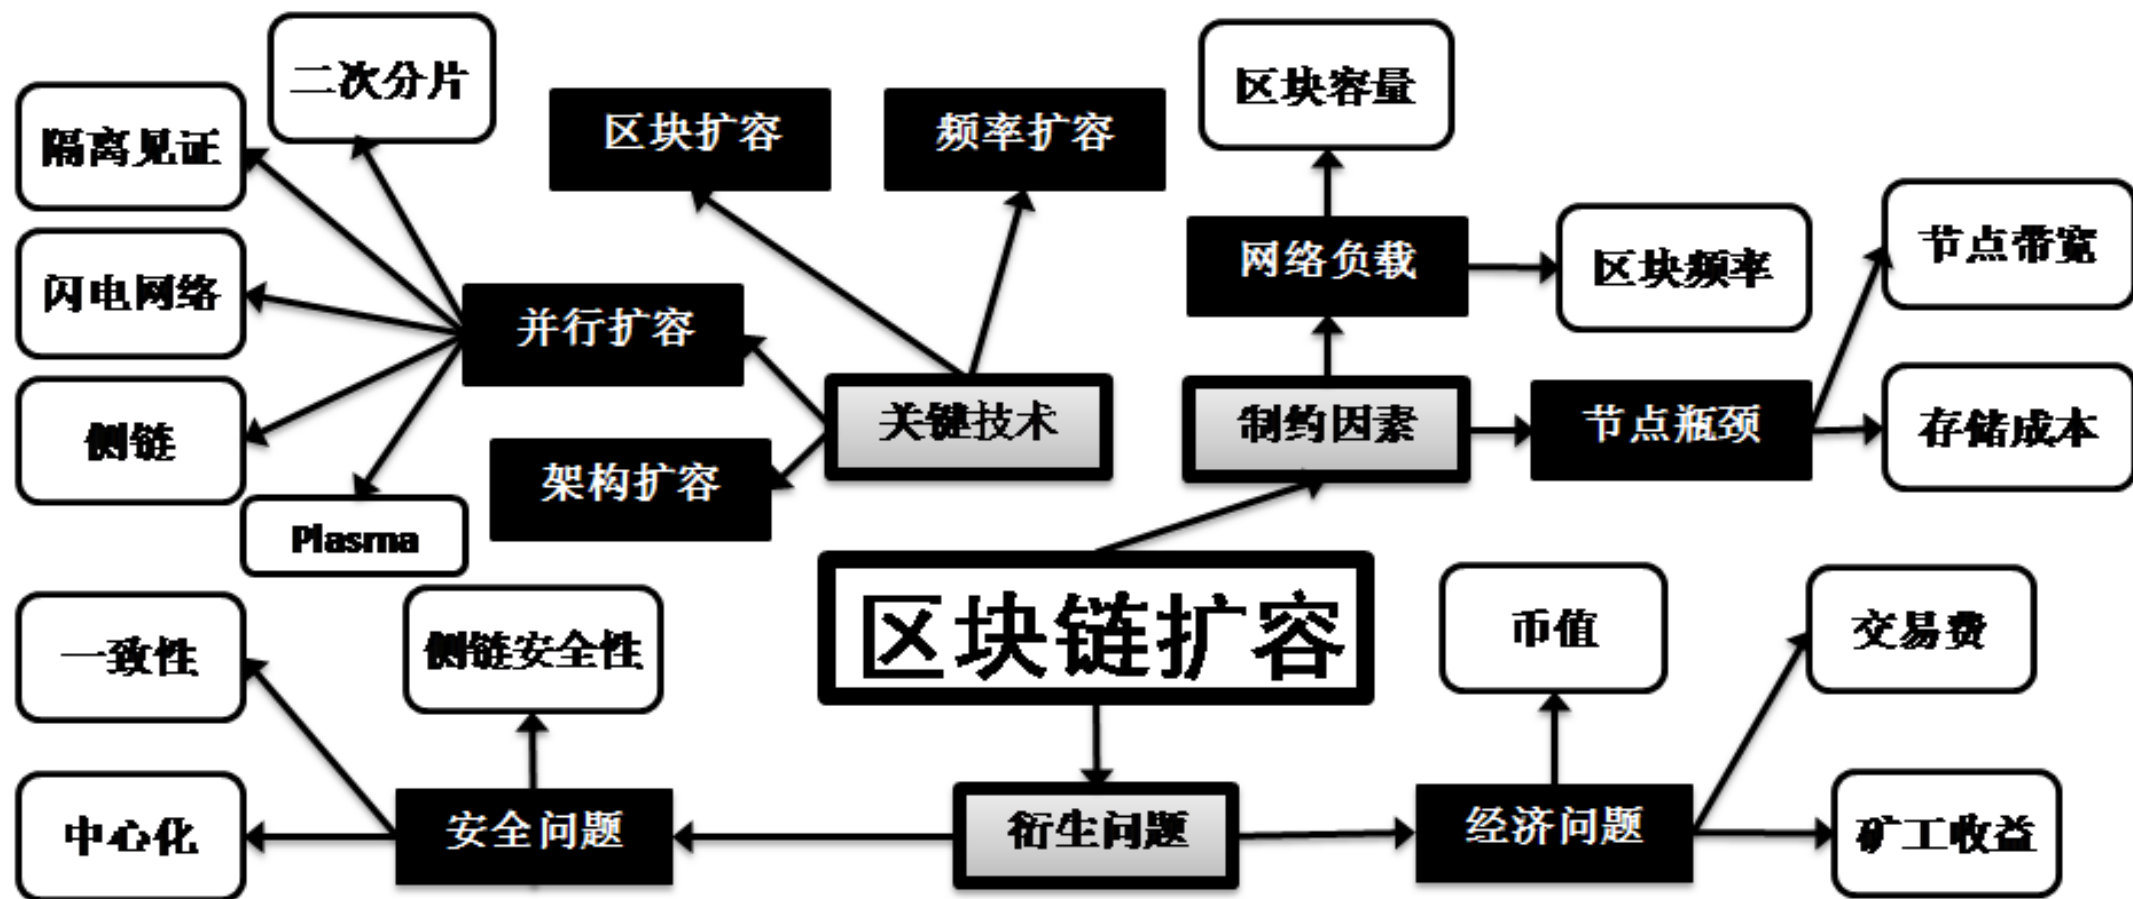 二次分片
区块容量
隔离见证
区块扩容
频率扩容
节点带宽
闪电网络
网络负载
区块频率
并行扩容
侧链
关键技术
制约因素
节点瓶颈
存储成本
架构扩容
Plasma
区块链扩容
一致性
侧链安全性
币值
交易费
中心化
安全问题
衍生问题
经济问题
矿工收益